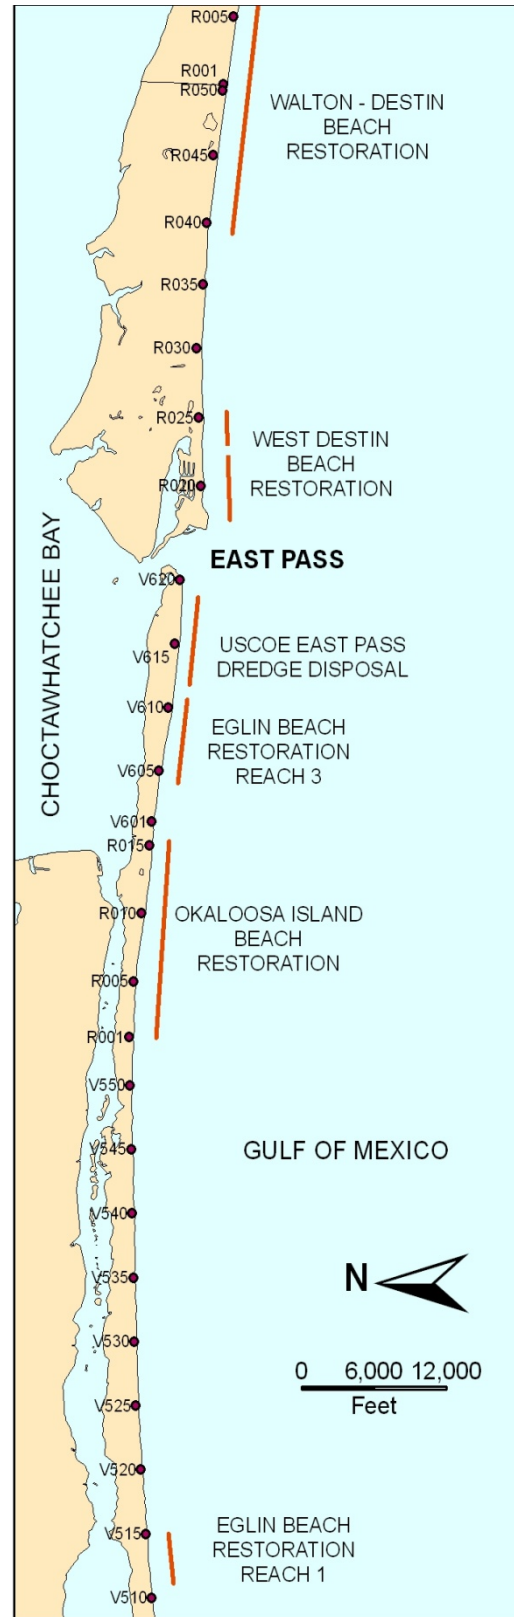 R005
R001
R050
WALTON - DESTIN
BEACH
RESTORATION
R045
R040
R035
R030
R025
WEST DESTIN
BEACH
RESTORATION
R020
EAST PASS
V620
CHOCTAWHATCHEE BAY
USCOE EAST PASS
DREDGE DISPOSAL
V615
V610
EGLIN BEACH
RESTORATION
REACH 3
V605
V601
R015
R010
OKALOOSA ISLAND
BEACH
RESTORATION
R005
R001
V550
V545
GULF OF MEXICO
V540
V535
N
V530
0 6,000 12,000
Feet
V525
V520
V515
EGLIN BEACH
RESTORATION
REACH 1
V510